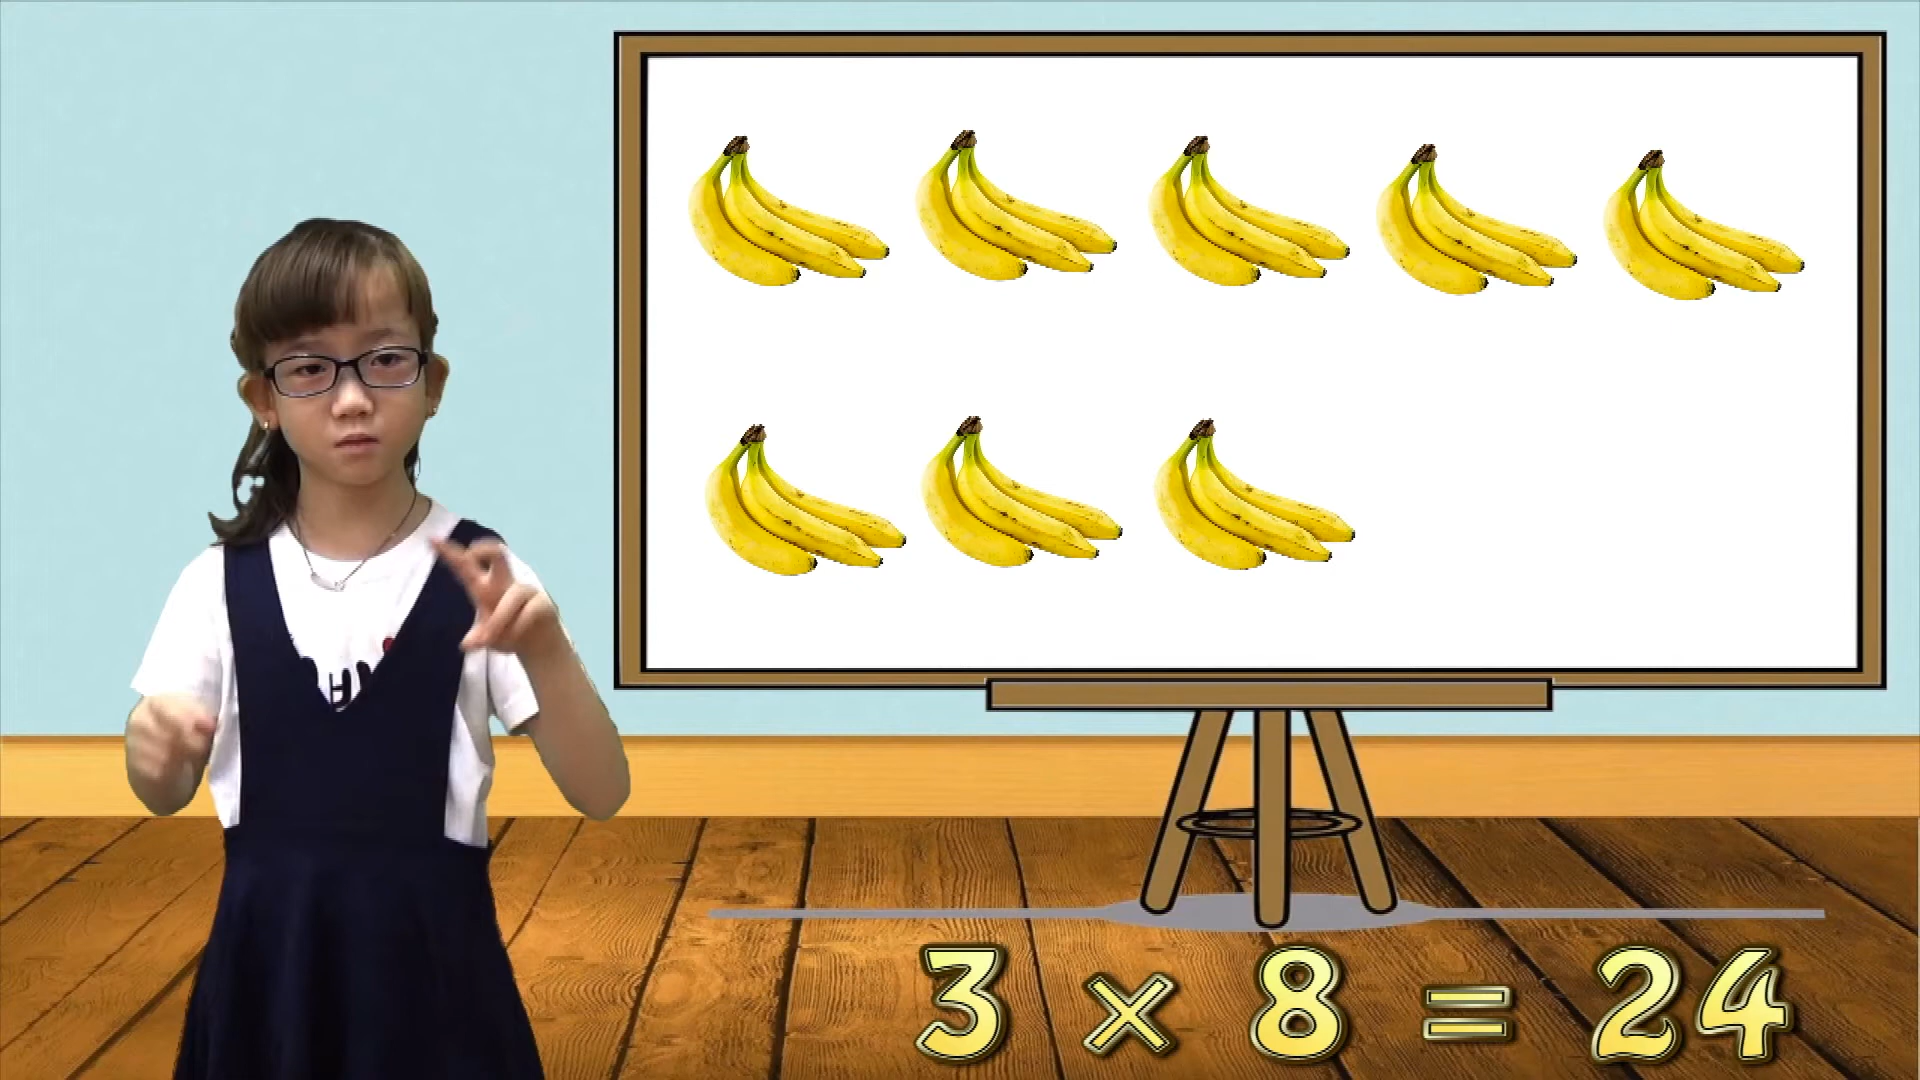 3 × 8 = 24